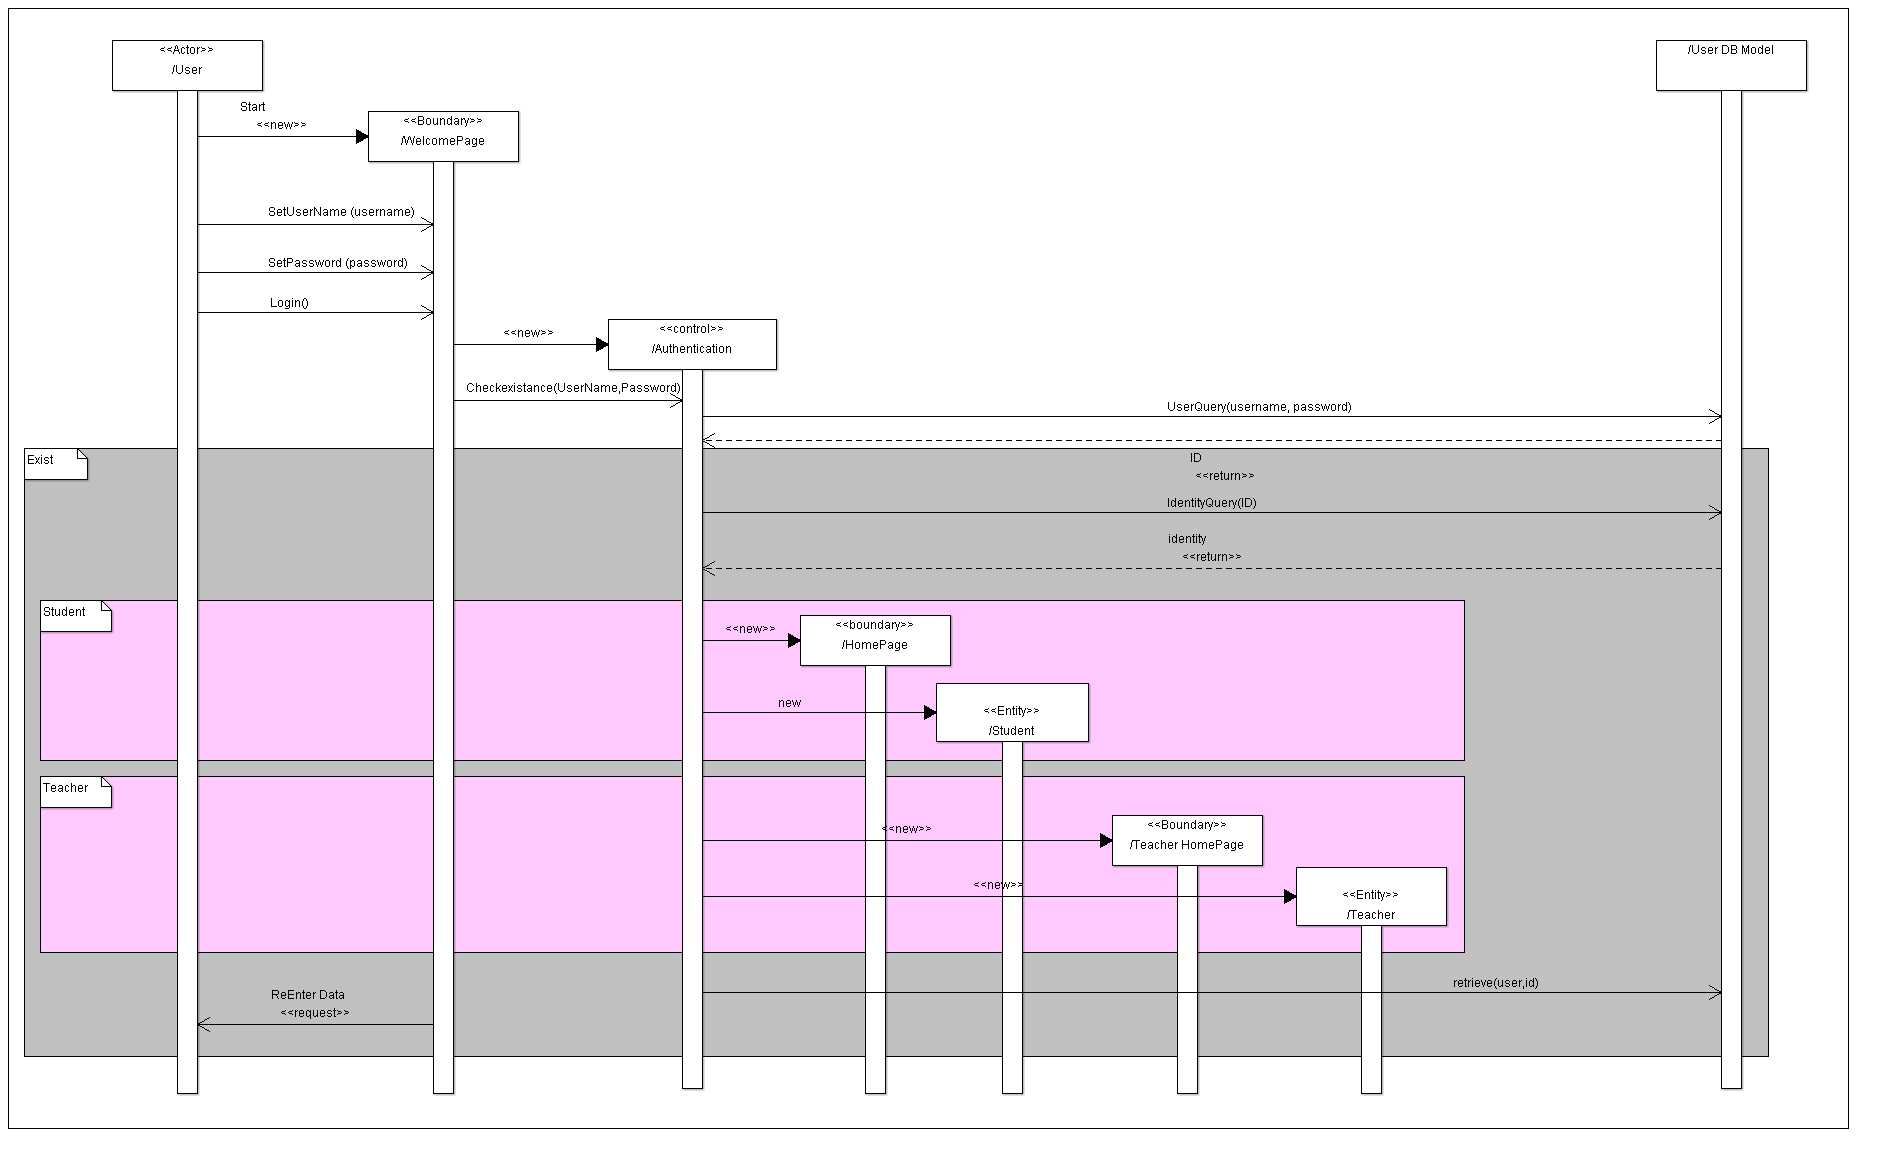 <<Actor>>
/User
/User DB Model
Start
<<new>>
<<Boundary>>
/WelcomePage
SetUserName (username)
SetPassword (password)
Login()
<<new>>
<<control>>
/Authentication
Checkexistance(UserName,Password)
UserQuery(username, password)
Exist
ID
<<return>>
IdentityQuery(ID)
identity
<<return>>
Student
<<new>>
<<boundary>>
/HomePage
new
<<Entity>>
/Student
Teacher
<<new>>
<<Boundary>>
/Teacher HomePage
<<new>>
<<Entity>>
/Teacher
retrieve(user,id)
ReEnter Data
<<request>>